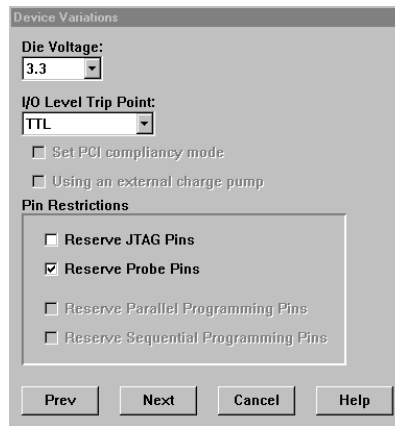 Device Variations
Die Voltage:
3.3
I/O Level Trip Point:
TTL
Set PCI compliancy mode
Using an external charge pump
Pin Restrictions
Reserve JTAG Pins
Reserve Probe Pins
Reserve Parallel Programming Pins
Reserve Sequential Programming Pins
Prev Next Cancel Help